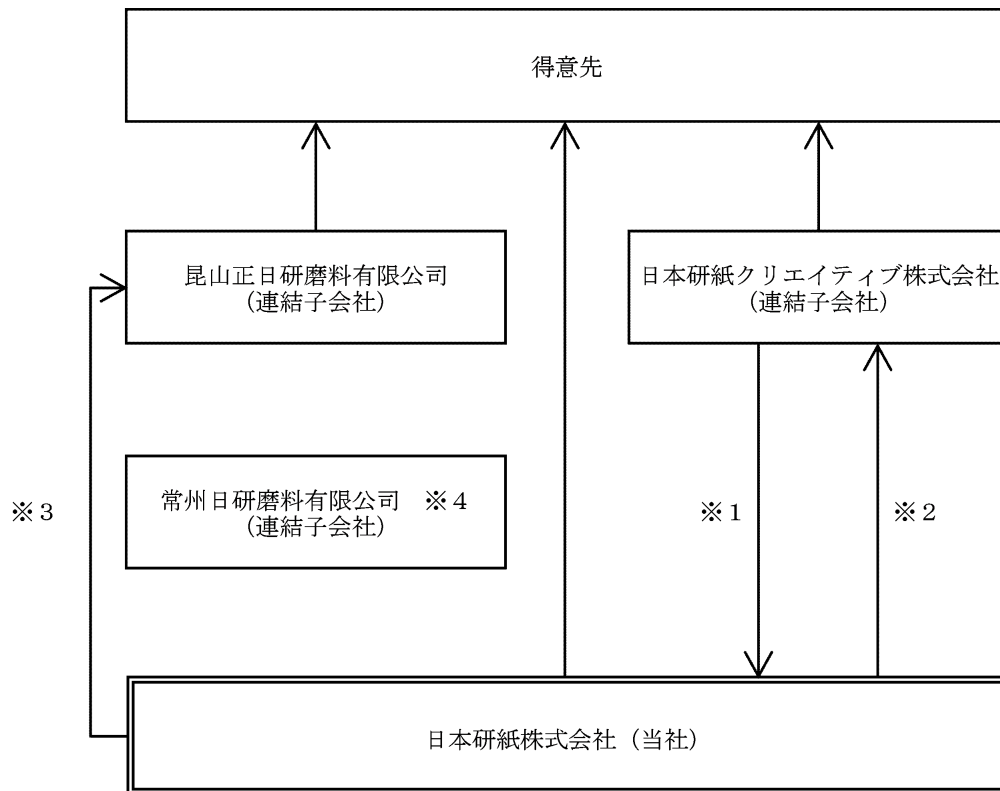 得意先
昆山正日研磨料有限公司
（連結子会社）
日本研紙クリエイティブ株式会社
（連結子会社）
常州日研磨料有限公司　※４
（連結子会社）
※３
※１
※２
日本研紙株式会社（当社）